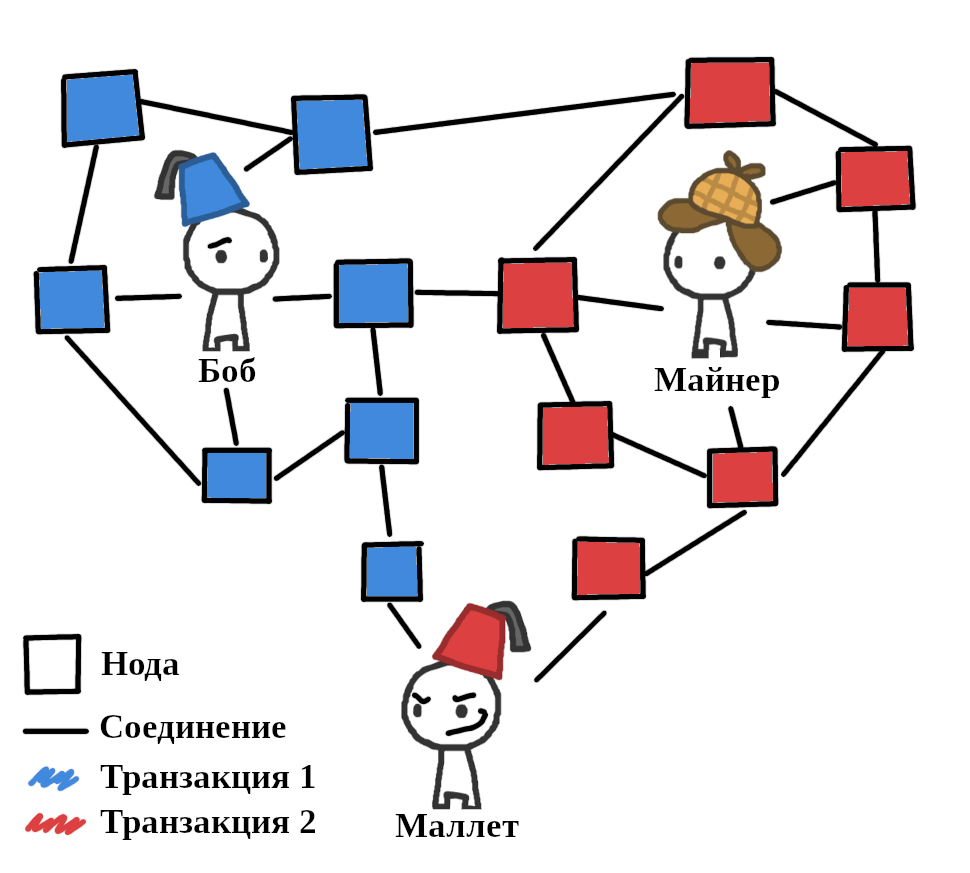 Боб
Майнер
Нода
Соединение
Транзакция 1
Транзакция 2
Маллет